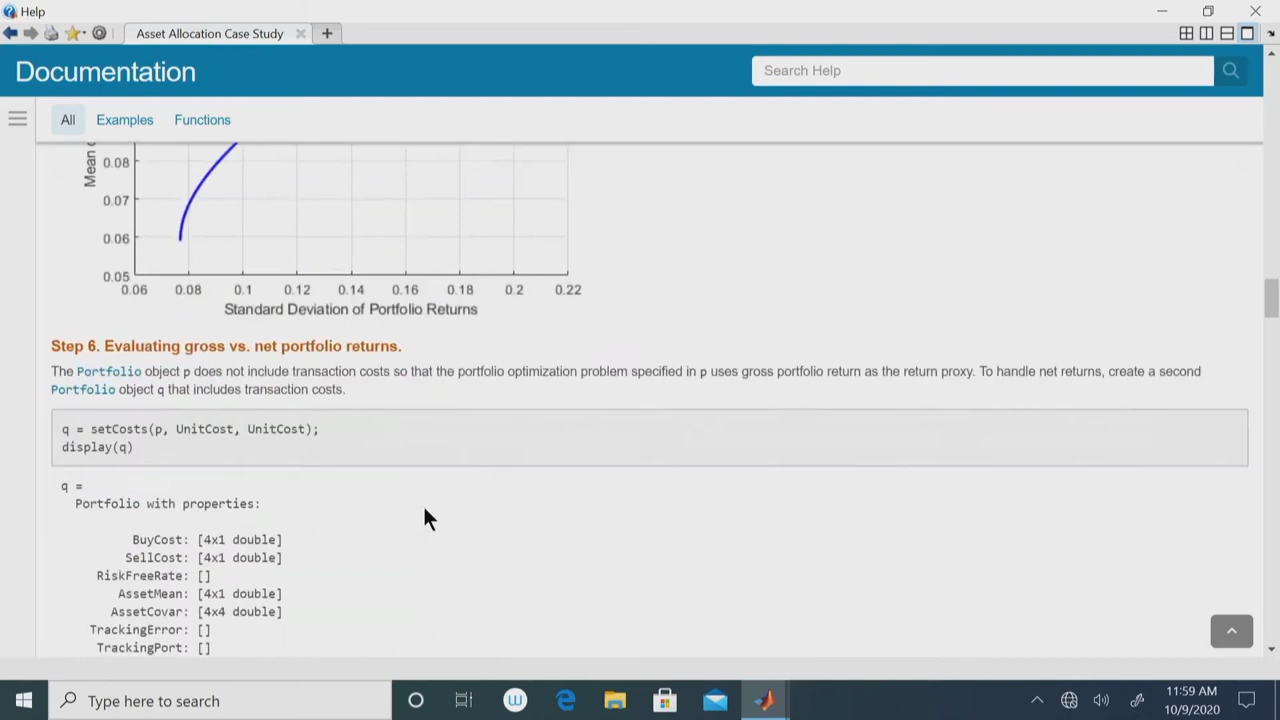 Help
Asset Allocation Case Study
Documentation
Search Help
All Examples Functions
Mean
0.08
0.07
0.06
0.05
0.06 0.08 0.1 0.12 0.14 0.16 0.18 0.2 0.22
Standard Deviation of Portfolio Returns
Step 6. Evaluating gross vs. net portfolio returns.
The Portfolio object p does not include transaction costs so that the portfolio optimization problem specified in p uses gross portfolio return as the return proxy. To handle net returns, create a second
Portfolio object q that includes transaction costs.
q = setCosts(p, UnitCost, UnitCost);
display(q)
q =
Portfolio with properties:
BuyCost: [4x1 double]
SellCost: [4x1 double]
RiskFreeRate: []
AssetMean: [4x1 double]
AssetCovar: [4x4 double]
TrackingError: []
TrackingPort: []
Type here to search
11:59 AM
10/9/2020